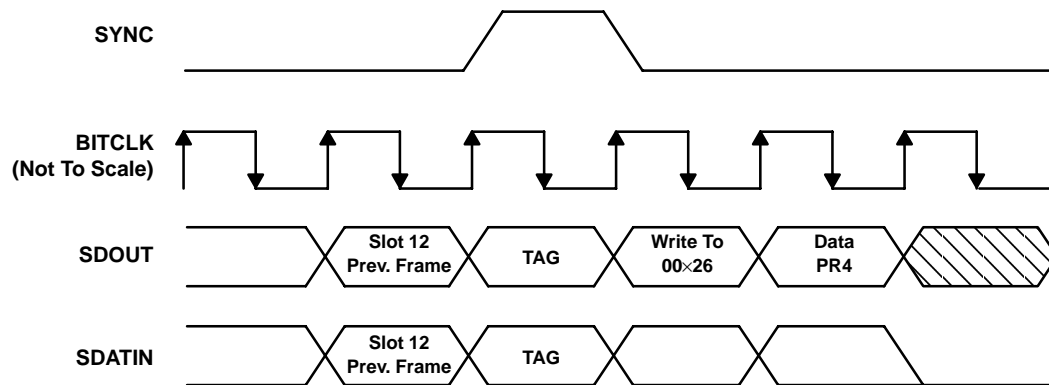 SYNC
BITCLK
(Not To Scale)
SDOUT
Slot 12
Prev. Frame
TAG
Write To
00×26
Data
PR4
SDATIN
Slot 12
Prev. Frame
TAG